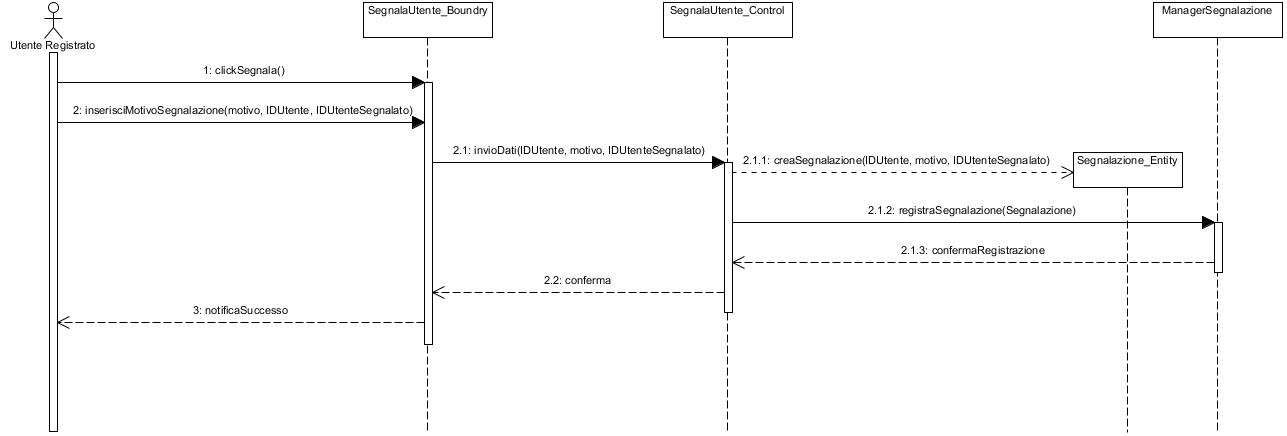 SegnalaUtente_Boundry
SegnalaUtente_Control
ManagerSegnalazione
Utente Registrato
1: clickSegnala()
2: inserisciMotivoSegnalazione(motivo, IDUtente, IDUtenteSegnalato)
2.1: invioDati(IDUtente, motivo, IDUtenteSegnalato)
2.1.1: creaSegnalazione(IDUtente, motivo, IDUtenteSegnalato)
Segnalazione_Entity
2.1.2: registraSegnalazione(Segnalazione)
2.1.3: confermaRegistrazione
2.2: conferma
3: notificaSuccesso